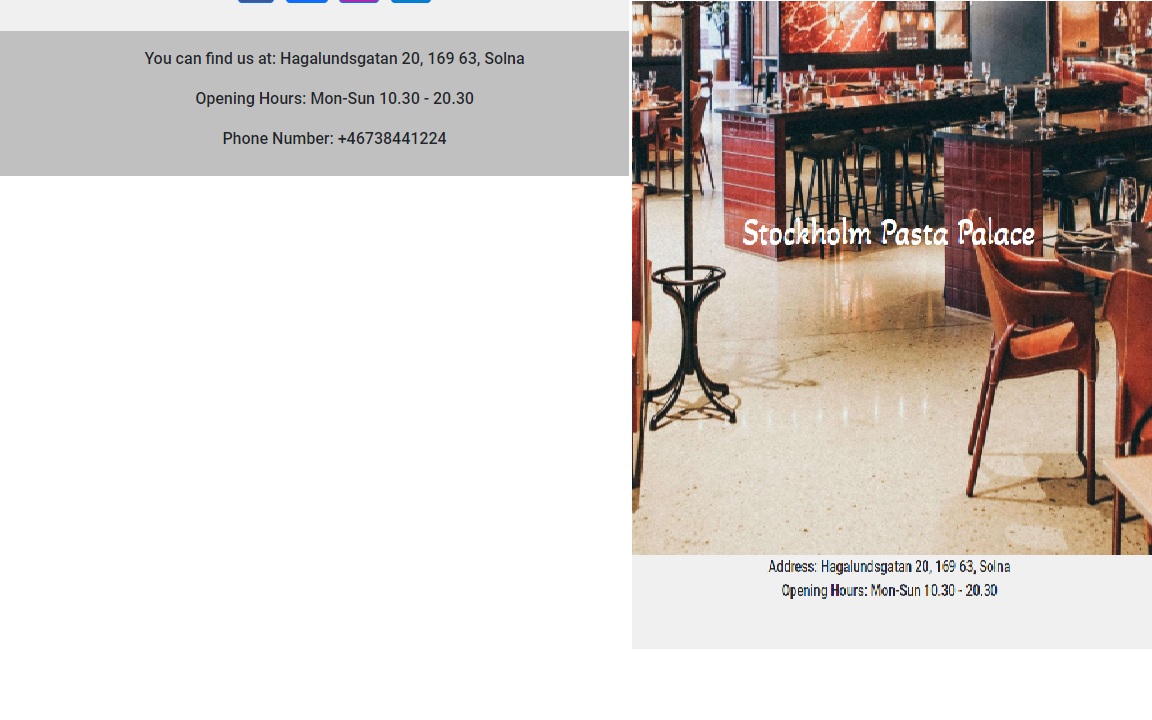 You can find us at: Hagalundsgatan 20, 169 63, Solna
Opening Hours: Mon-Sun 10.30 - 20.30
Phone Number: +46738441224
Stockholm Pasta Palace
Address: Hagalundsgatan 20, 169 63, Solna
Opening Hours: Mon-Sun 10.30 - 20.30